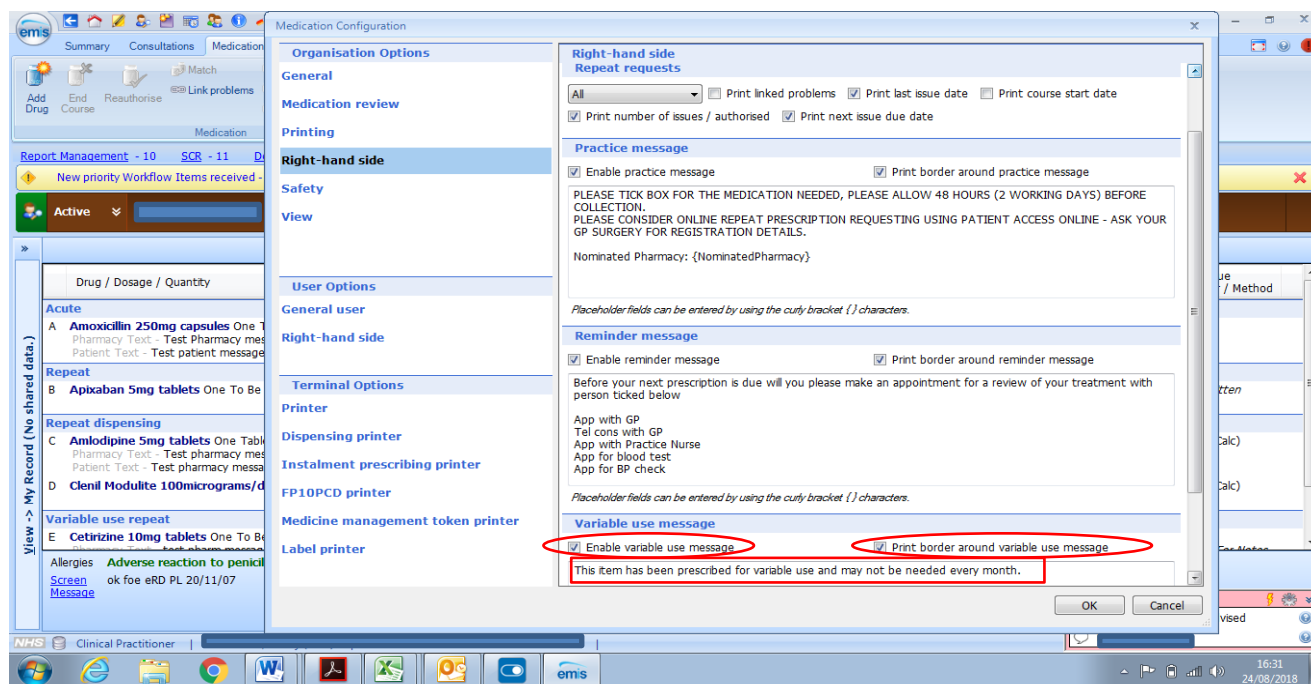 emis
Medication Configuration
Summary Consultations Medication
Add Drug
End Course
Reauthorise
Match
Link problems
Medication
Report Management - 10 SCR - 11
New priority Workflow Items received -
Active
Drug / Dosage / Quantity
Acute
A Amoxicillin 250mg capsules One
Pharmacy Text - Test Pharmacy mes
Patient Text - Test patient message
Repeat
B Apixaban 5mg tablets One To Be
Repeat dispensing
C Amlodipine 5mg tablets One Tabl
Pharmacy Text - Test pharmacy mes
Patient Text - Test pharmacy messa
D Clenil Modulite 100micrograms/d
Variable use repeat
E Cetirizine 10mg tablets One To Be
View -> My Record (No shared data.)
Allergies Adverse reaction to penicil
Screen Message ok foe eRD PL 20/11/07
Organisation Options
General
Medication review
Printing
Right-hand side
Safety
View
User Options
General user
Right-hand side
Terminal Options
Printer
Dispensing printer
Instalment prescribing printer
FP10PCD printer
Medicine management token printer
Label printer
Right-hand side
Repeat requests
All Print linked problems Print last issue date Print course start date
Print number of issues / authorised Print next issue due date
Practice message
Enable practice message Print border around practice message
PLEASE TICK BOX FOR THE MEDICATION NEEDED, PLEASE ALLOW 48 HOURS (2 WORKING DAYS) BEFORE
COLLECTION.
PLEASE CONSIDER ONLINE REPEAT PRESCRIPTION REQUESTING USING PATIENT ACCESS ONLINE - ASK YOUR
GP SURGERY FOR REGISTRATION DETAILS.
Nominated Pharmacy: {NominatedPharmacy}
Placeholder fields can be entered by using the curly bracket { } characters.
Reminder message
Enable reminder message Print border around reminder message
Before your next prescription is due will you please make an appointment for a review of your treatment with
person ticked below
App with GP
Tel cons with GP
App with Practice Nurse
App for blood test
App for BP check
Placeholder fields can be entered by using the curly bracket { } characters.
Variable use message
Enable variable use message Print border around variable use message
This item has been prescribed for variable use and may not be needed every month.
OK Cancel
ue
/ Method
tten
Calc)
Calc)
vised
NHS Clinical Practitioner
emis
16:31
24/08/2018